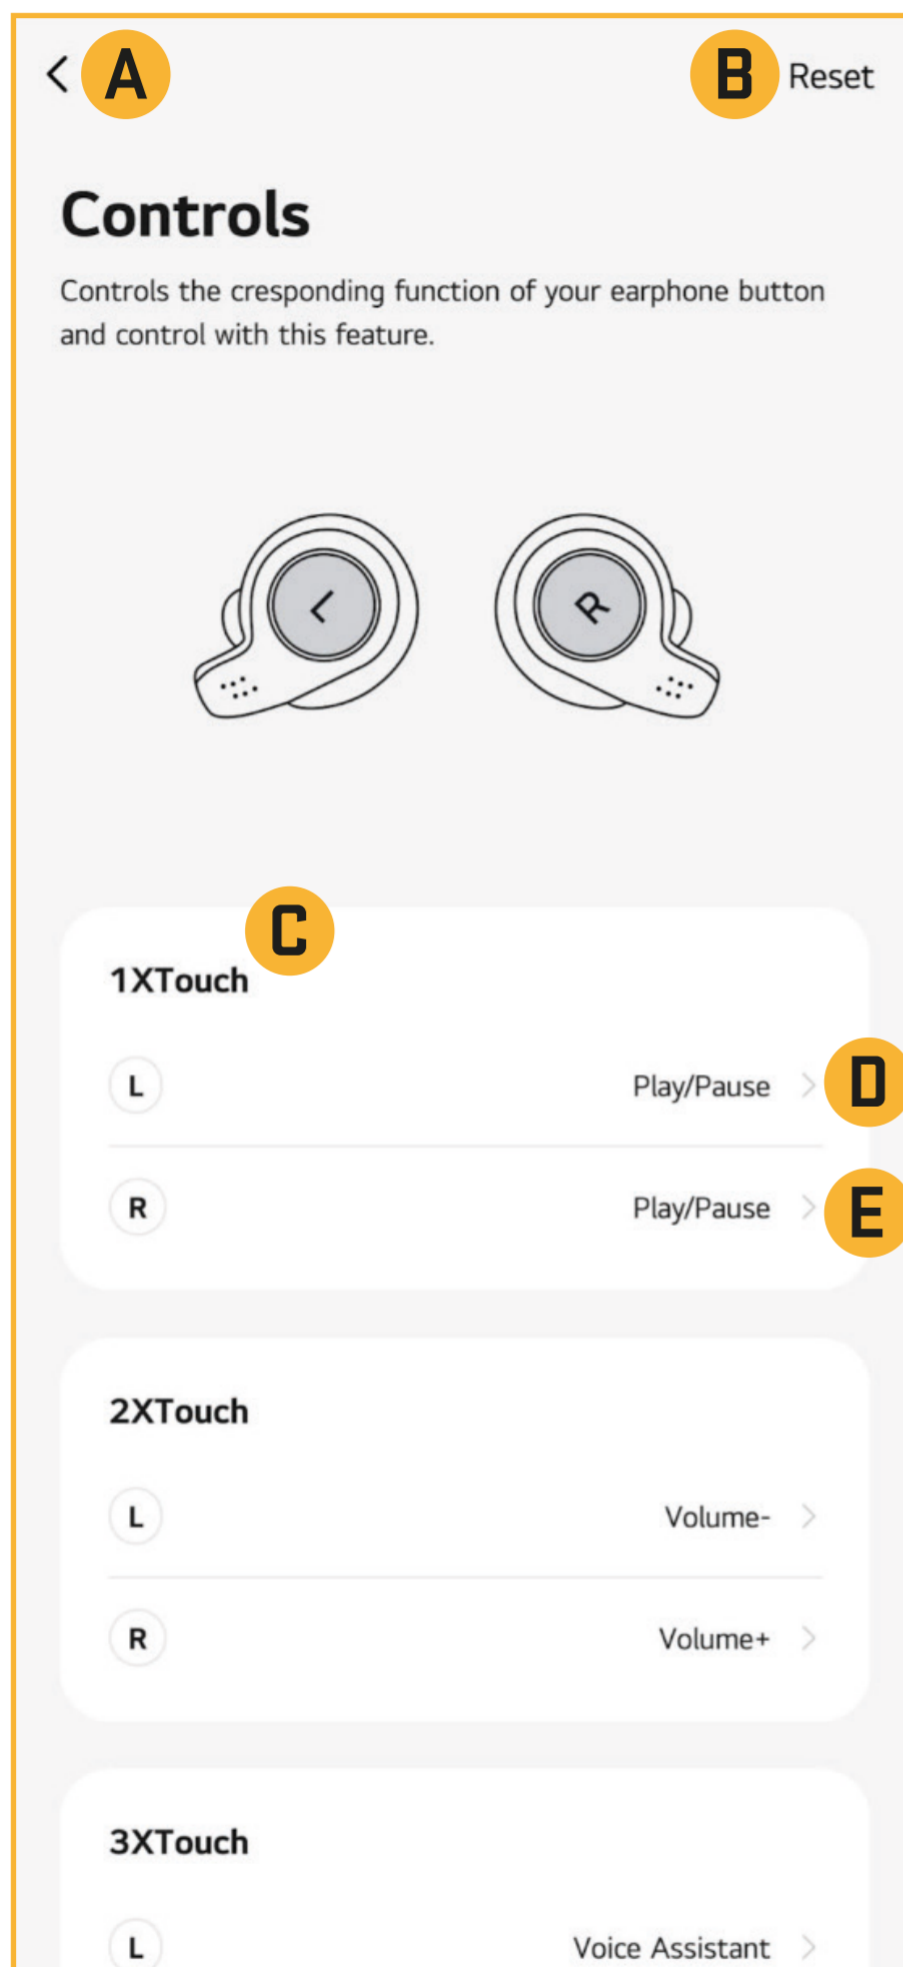 A
B Reset
Controls
Controls the cresponding function of your earphone button
and control with this feature.
L R
C
1XTouch
L Play/Pause D
R Play/Pause E
2XTouch
L Volume-
R Volume+
3XTouch
L Voice Assistant